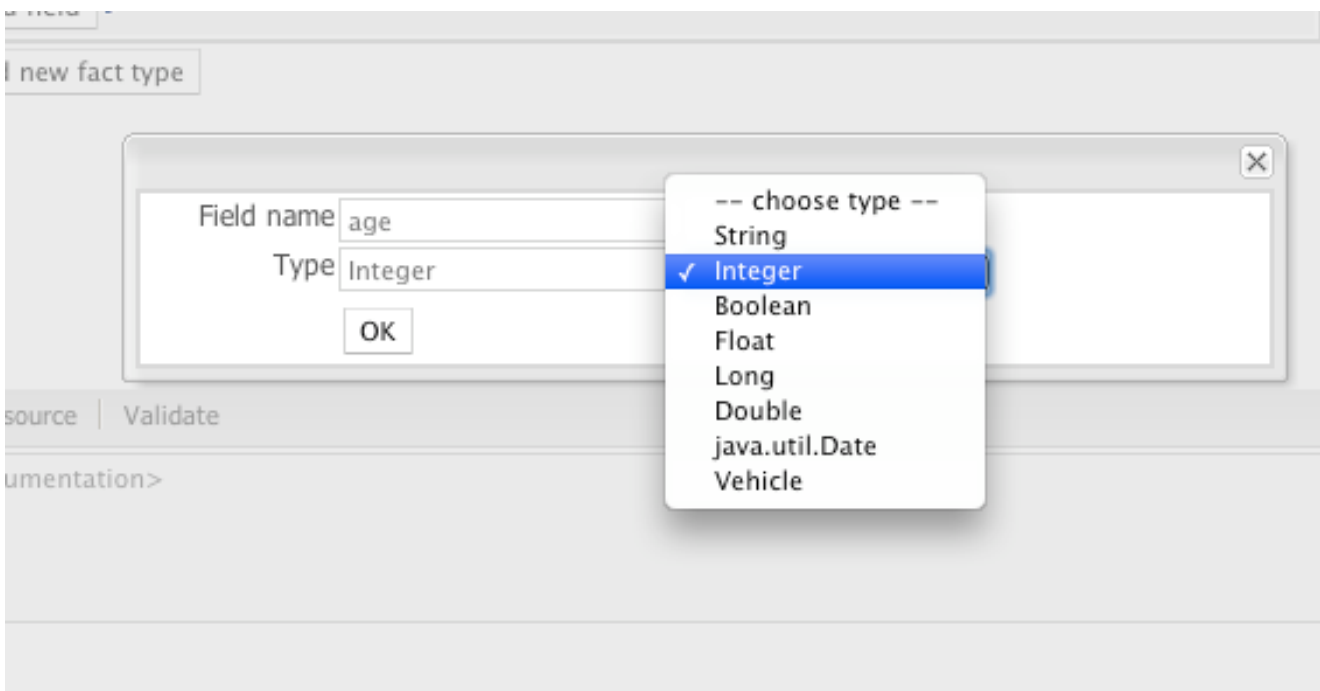 new fact type
Field name age
-- choose type --
String
Type Integer
✓ Integer
Boolean
OK
Float
Long
Double
source | Validate
java.util.Date
Vehicle